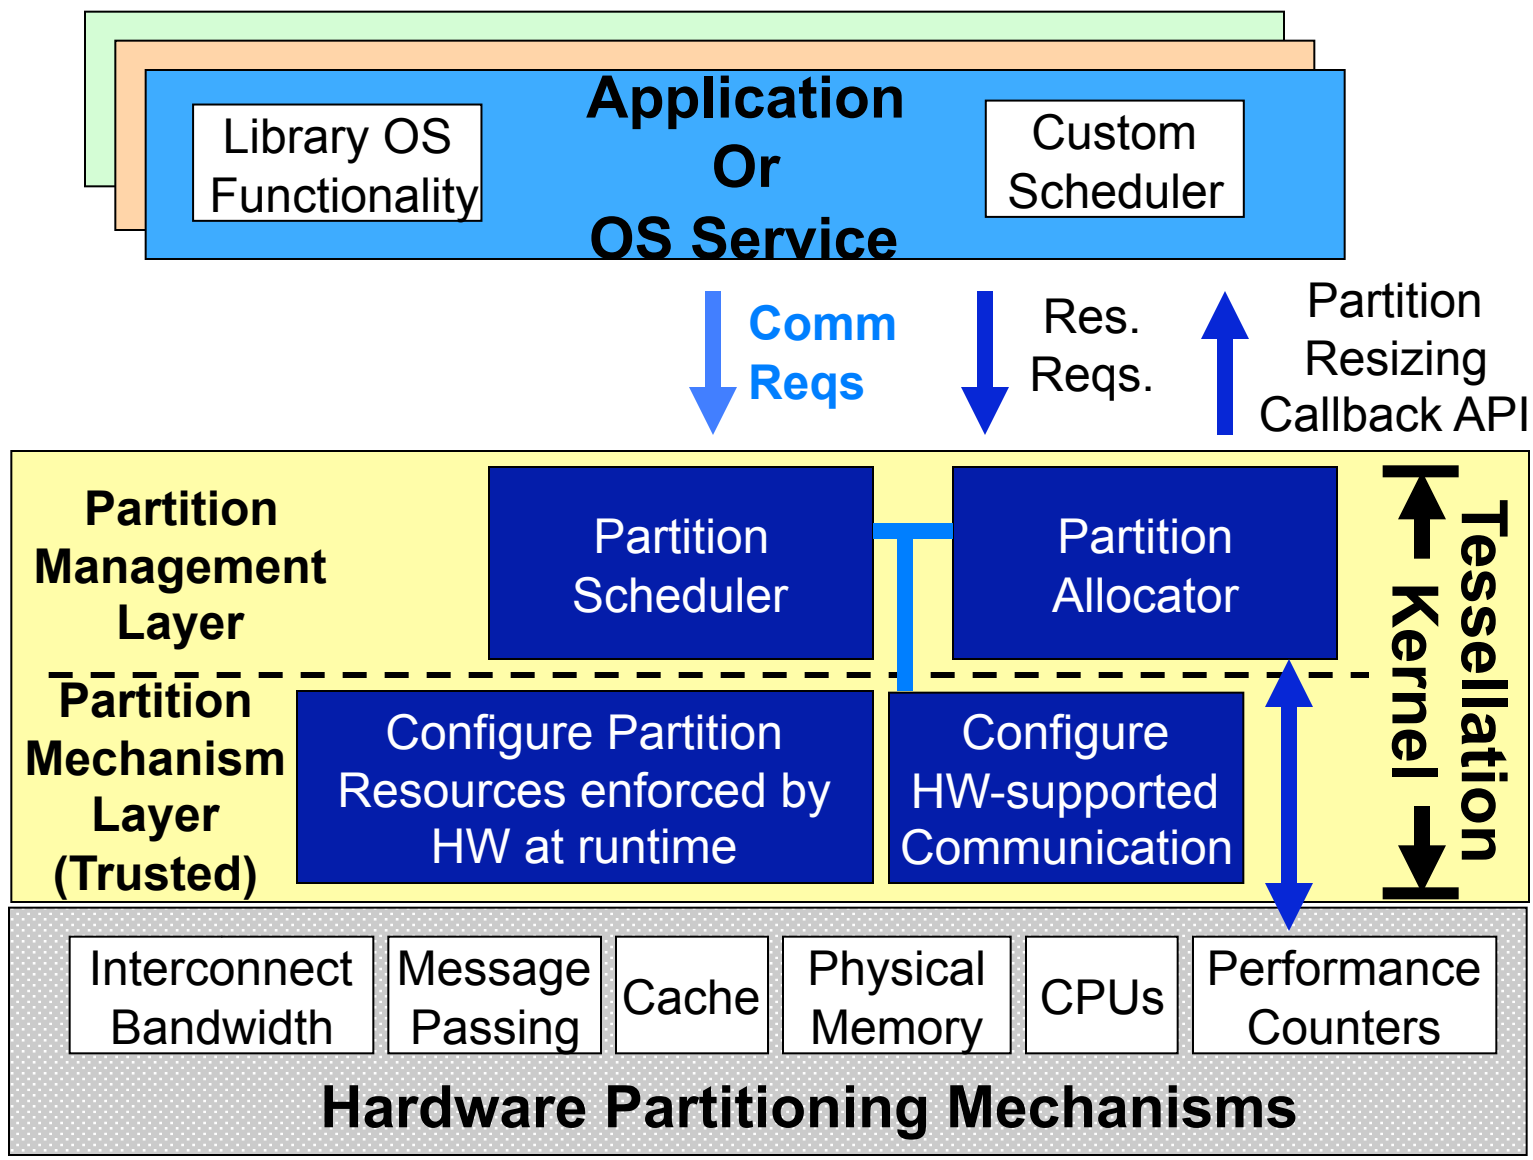 Application
Or
OS Service
Library OS
Functionality
Custom
Scheduler
Comm
Reqs
Res.
Reqs.
Partition
Resizing
Callback API
Partition
Management
Layer
Partition
Scheduler
Partition
Allocator
Tessellation
Kernel
Partition
Mechanism
Layer
(Trusted)
Configure Partition
Resources enforced by
HW at runtime
Configure
HW-supported
Communication
Interconnect
Bandwidth
Message
Passing
Cache
Physical
Memory
CPUs
Performance
Counters
Hardware Partitioning Mechanisms